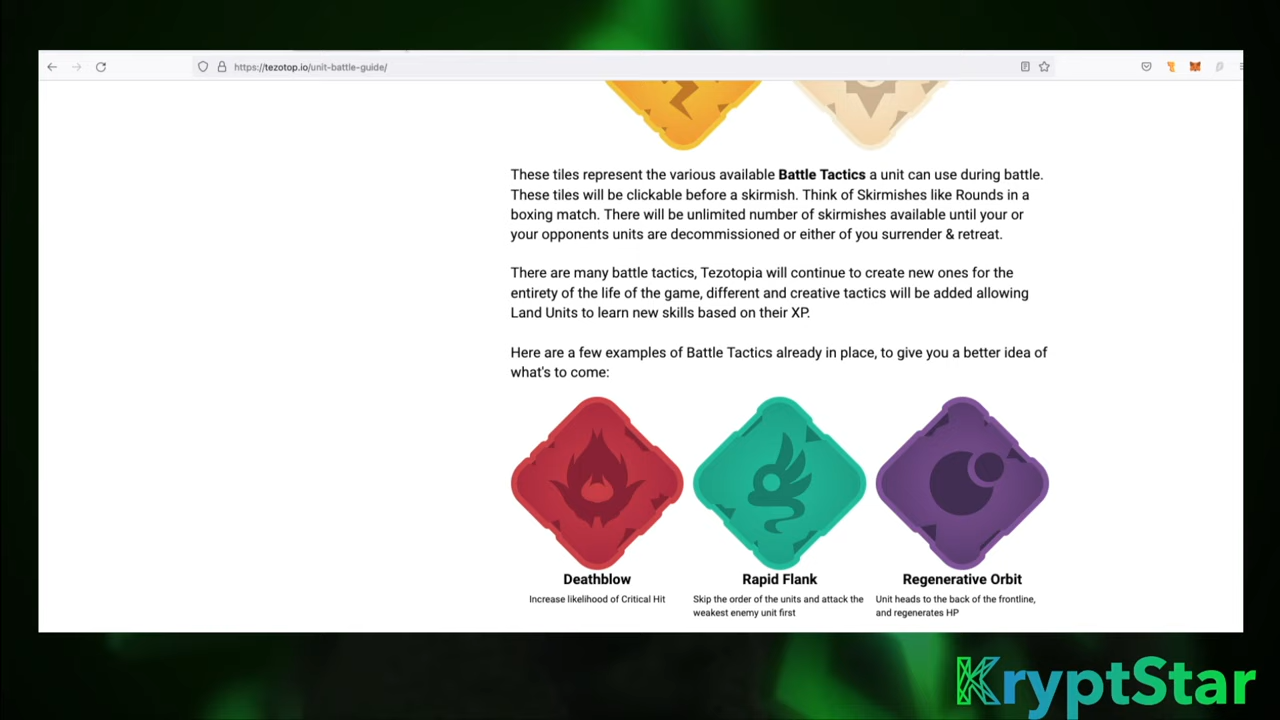 https://tezotop.io/unit-battle-guide/
These tiles represent the various available Battle Tactics a unit can use during battle.
These tiles will be clickable before a skirmish. Think of Skirmishes like Rounds in a
boxing match. There will be unlimited number of skirmishes available until your or
your opponents units are decommissioned or either of you surrender & retreat.
There are many battle tactics, Tezotopia will continue to create new ones for the
entirety of the life of the game, different and creative tactics will be added allowing
Land Units to learn new skills based on their XP.
Here are a few examples of Battle Tactics already in place, to give you a better idea of
what's to come:
Deathblow
Increase likelihood of Critical Hit
Rapid Flank
Skip the order of the units and attack the
weakest enemy unit first
Regenerative Orbit
Unit heads to the back of the frontline,
and regenerates HP
KryptStar